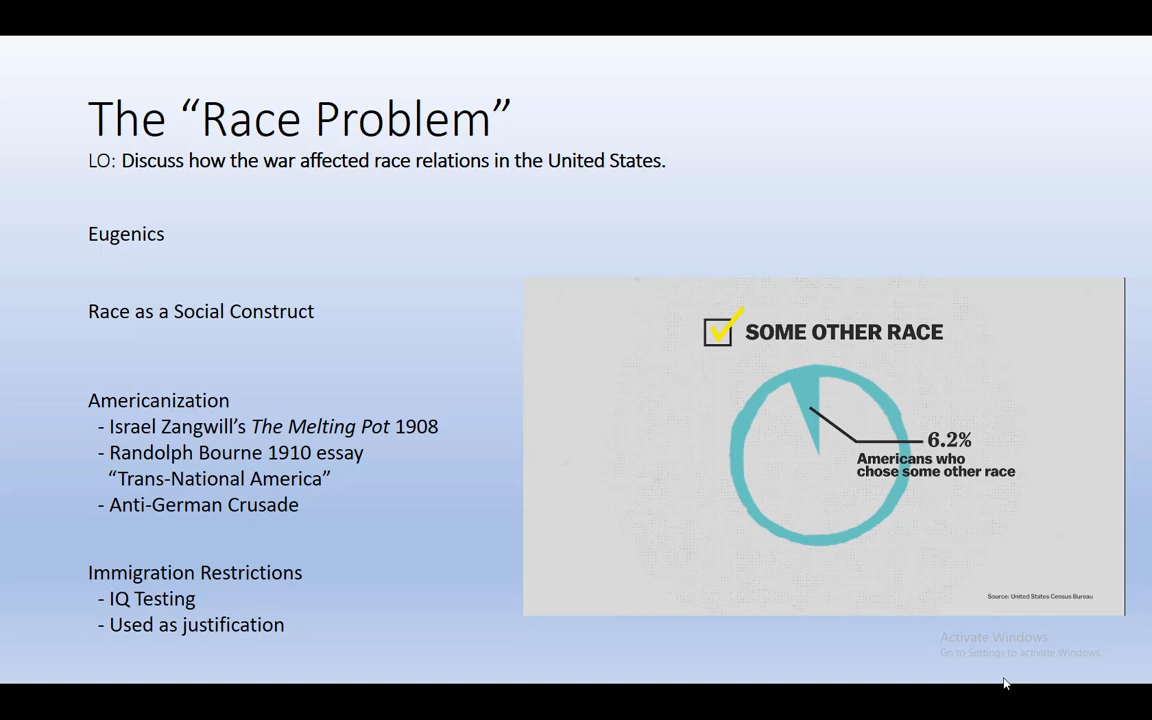 The “Race Problem”
LO: Discuss how the war affected race relations in the United States.
Eugenics
Race as a Social Construct
Americanization
- Israel Zangwill’s The Melting Pot 1908
- Randolph Bourne 1910 essay
“Trans-National America”
- Anti-German Crusade
Immigration Restrictions
- IQ Testing
- Used as justification
SOME OTHER RACE
6.2%
Americans who
chose some other race
Source: United States Census Bureau
Activate Windows
Go to Settings to activate Windows.